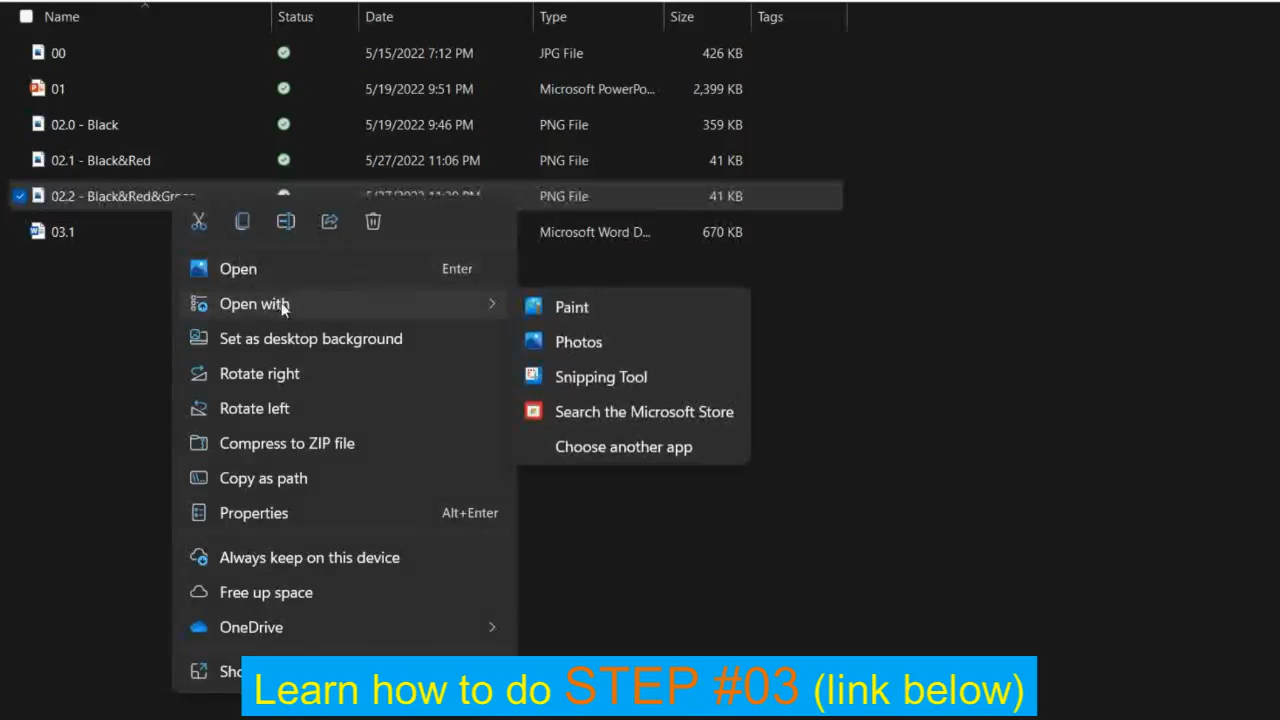 Name Status Date Type Size Tags
00 5/15/2022 7:12 PM JPG File 426 KB
01 5/19/2022 9:51 PM Microsoft PowerPo... 2,399 KB
02.0 - Black 5/19/2022 9:46 PM PNG File 359 KB
02.1 - Black&Red 5/27/2022 11:06 PM PNG File 41 KB
02.2 - Black&Red& PNG File 41 KB
03.1 Microsoft Word D... 670 KB
Open Enter
Open with
Paint
Set as desktop background
Photos
Rotate right
Snipping Tool
Rotate left
Search the Microsoft Store
Compress to ZIP file
Choose another app
Copy as path
Properties Alt+Enter
Always keep on this device
Free up space
OneDrive
Learn how to do STEP #03 (link below)